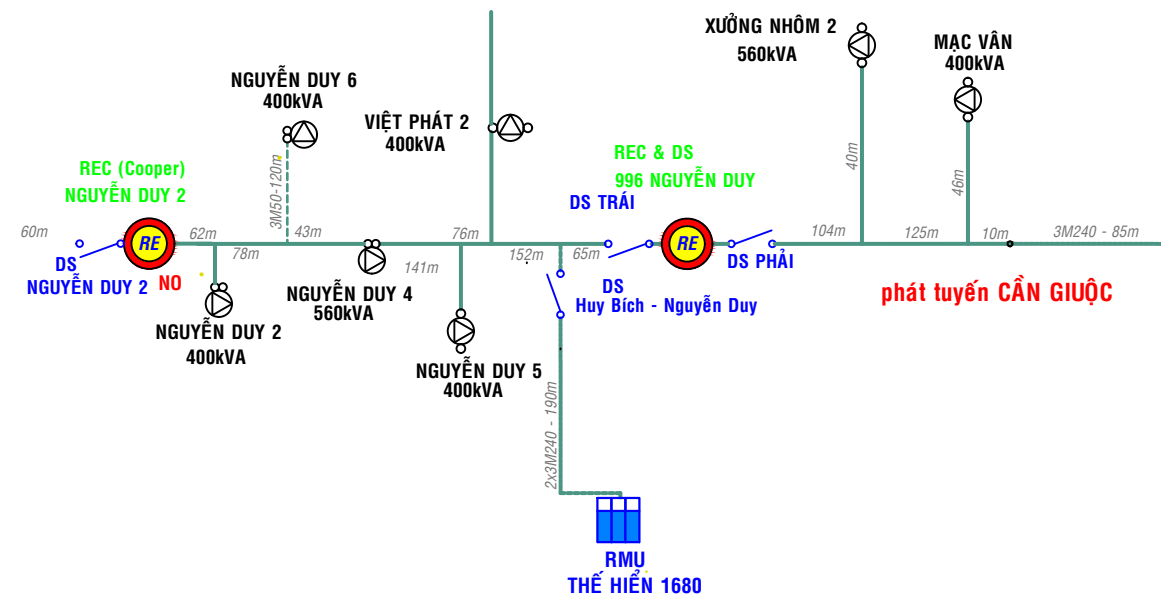 XƯỞNG NHÔM 2
560kVA
MẠC VÂN
400kVA
NGUYỄN DUY 6
400kVA
VIỆT PHÁT 2
400kVA
REC (Cooper)
NGUYỄN DUY 2
3M50-120m
REC & DS
996 NGUYỄN DUY
DS TRÁI
40m
46m
60m
RE
62m
43m
76m
RE
104m
125m
10m
3M240 - 85m
DS
NGUYỄN DUY 2
NO
78m
141m
152m
65m
DS PHẢI
NGUYỄN DUY 4
560kVA
DS
Huy Bích - Nguyễn Duy
phát tuyến CẦN GIUỘC
NGUYỄN DUY 2
400kVA
NGUYỄN DUY 5
400kVA
2x3M240 - 190m
RMU
THẾ HIỂN 1680